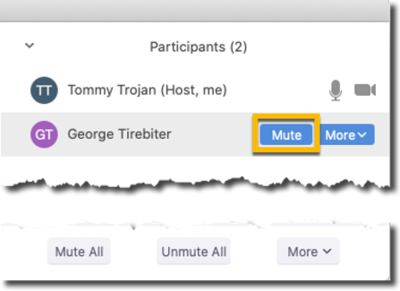 Participants (2)
TT Tommy Trojan (Host, me)
GT George Tirebiter Mute More
Mute All Unmute All More